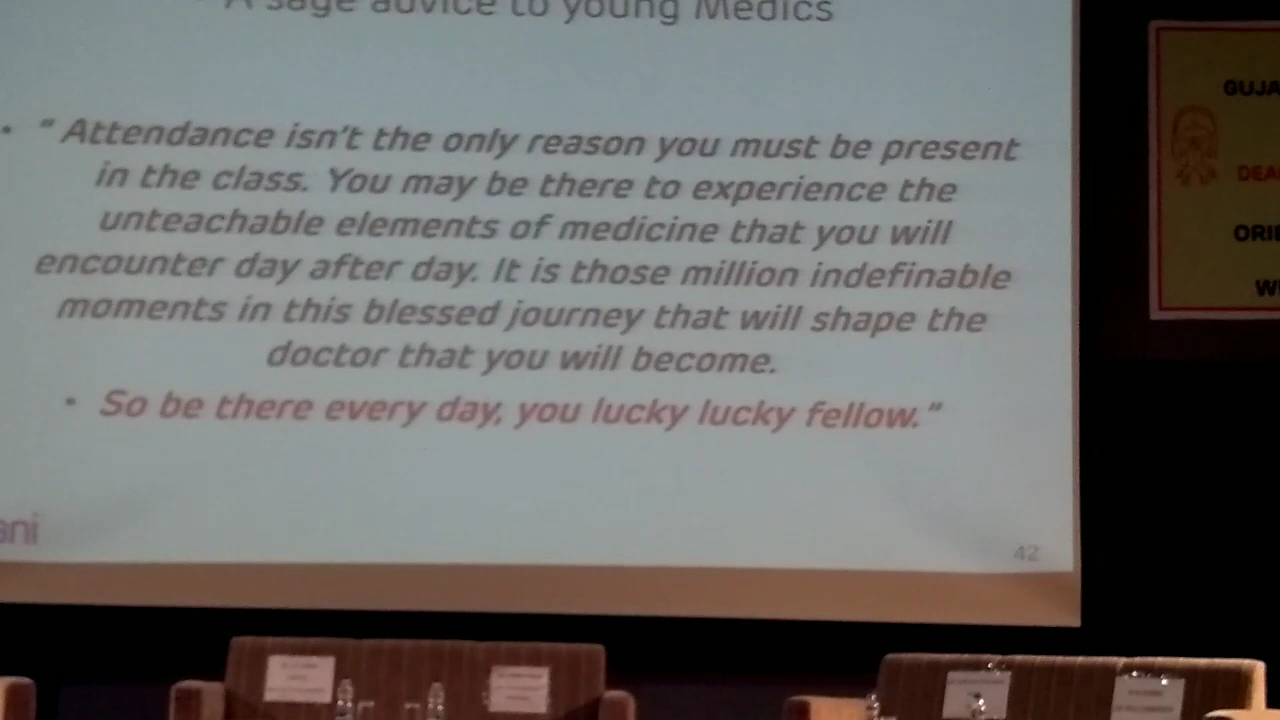 A sage advice to young Medics
• " Attendance isn't the only reason you must be present
in the class. You may be there to experience the
unteachable elements of medicine that you will
encounter day after day. It is those million indefinable
moments in this blessed journey that will shape the
doctor that you will become.
• So be there every day, you lucky lucky fellow."
ani
42
GUJA
DEA
ORI
W